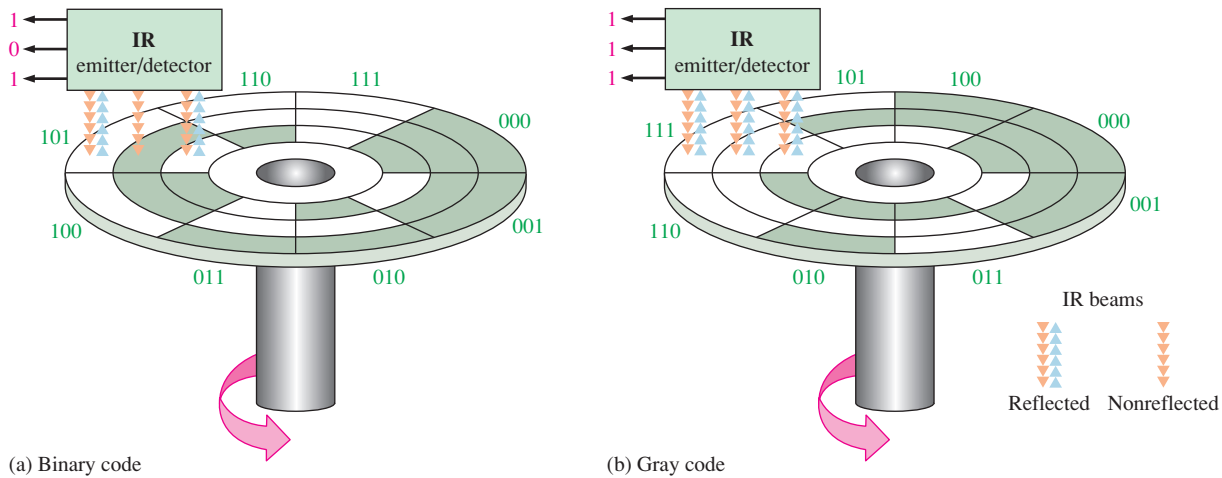 1
0
1
IR
emitter/detector
110
111
101
000
100
001
011
010
(a) Binary code
1
1
1
IR
emitter/detector
101
100
111
000
110
001
010
011
IR beams
Reflected
Nonreflected
(b) Gray code